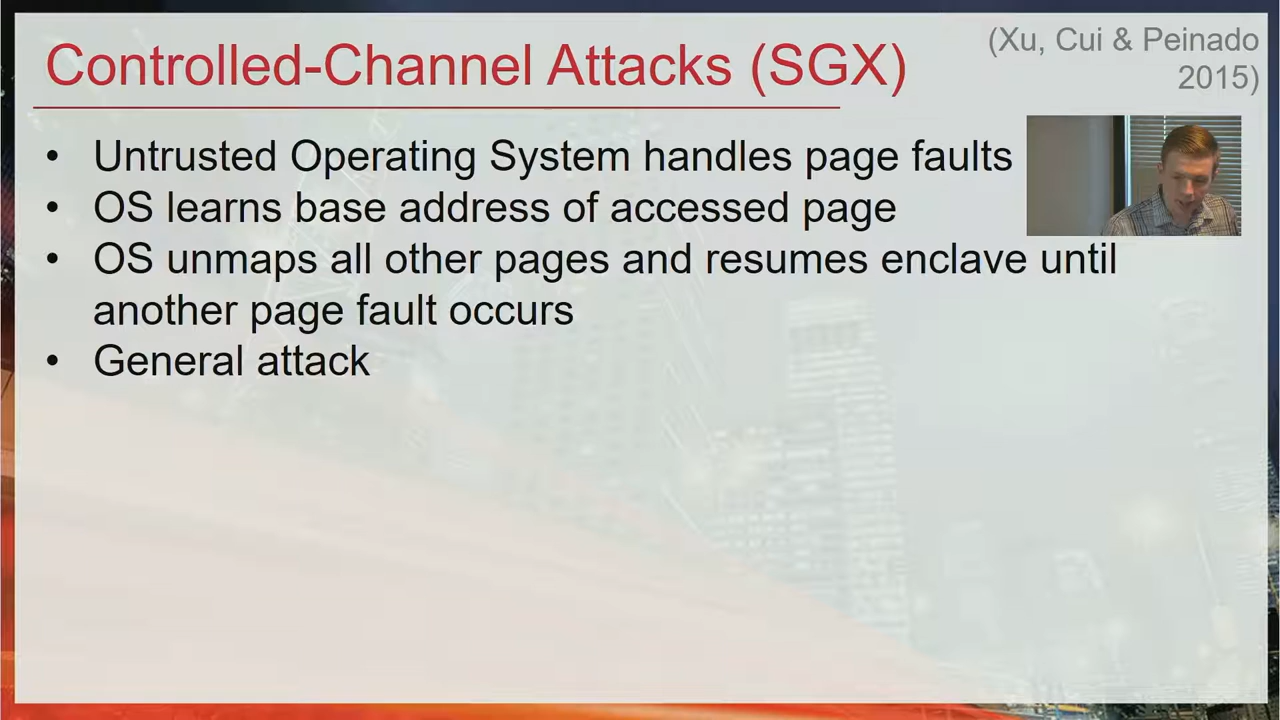 Controlled-Channel Attacks (SGX)
(Xu, Cui & Peinado
2015)
• Untrusted Operating System handles page faults
• OS learns base address of accessed page
• OS unmaps all other pages and resumes enclave until
another page fault occurs
• General attack